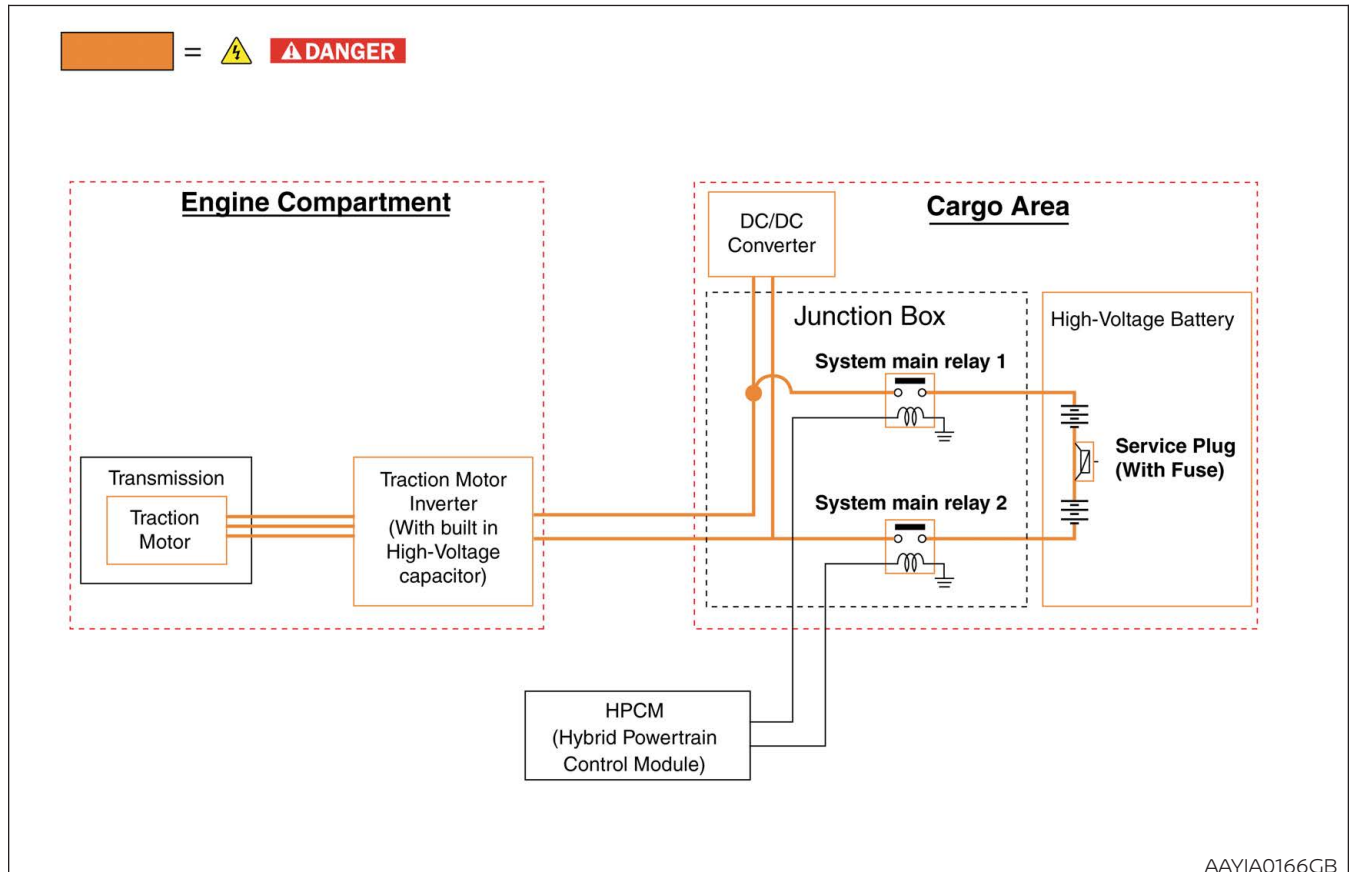 = DANGER
Engine Compartment
Cargo Area
DC/DC
Converter
Junction Box
High-Voltage Battery
System main relay 1
Service Plug
(With Fuse)
Transmission
Traction
Motor
Traction Motor
Inverter
(With built in
High-Voltage
capacitor)
System main relay 2
HPCM
(Hybrid Powertrain
Control Module)
AAYIA0166GB